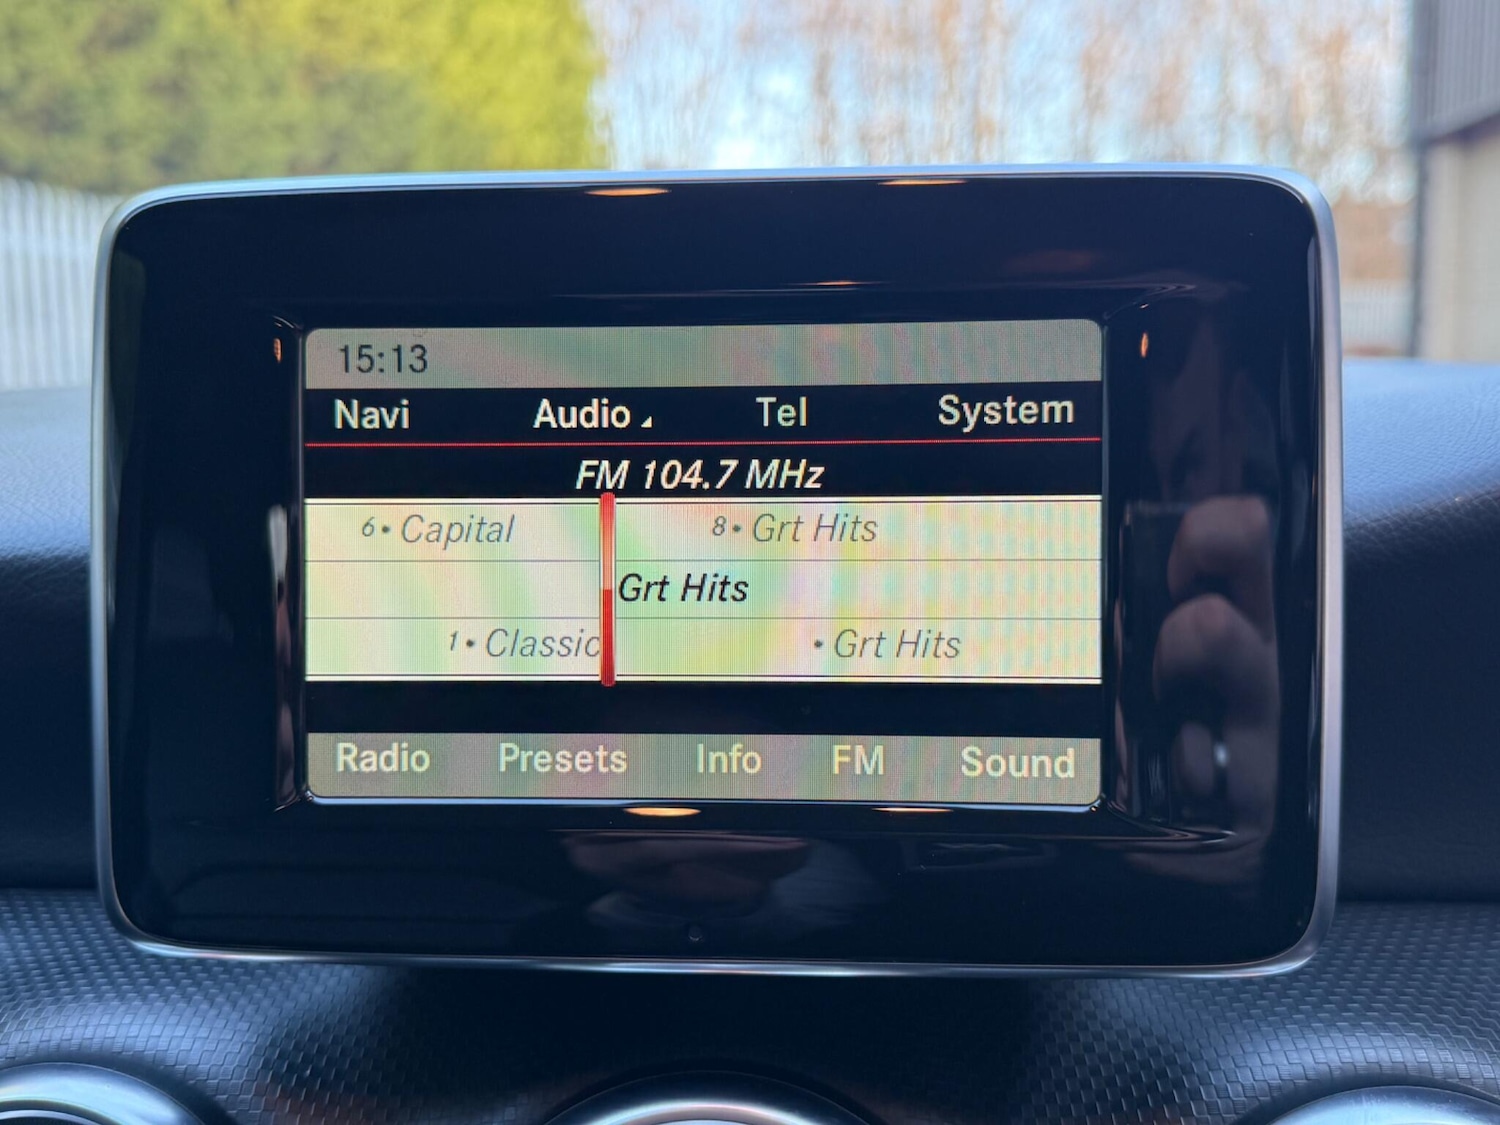 15:13
Navi Audio Tel System
FM 104.7 MHz
6• Capital 8• Grt Hits
Grt Hits
1• Classic • Grt Hits
Radio Presets Info FM Sound